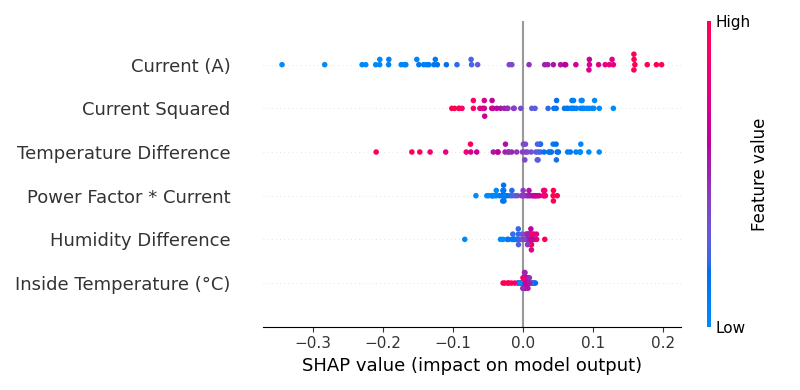 High
Current (A)
Current Squared
Temperature Difference
Power Factor * Current
Humidity Difference
Inside Temperature (°C)
Feature value
Low
−0.3 −0.2 −0.1 0.0 0.1 0.2
SHAP value (impact on model output)